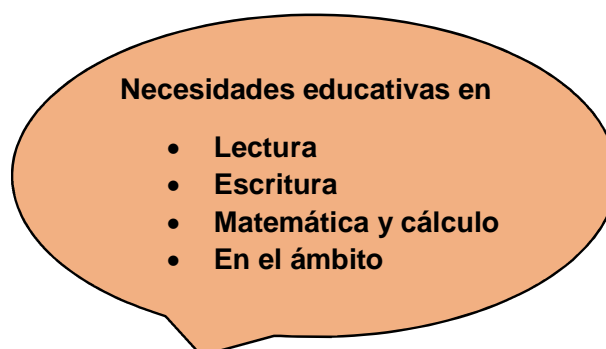 Necesidades educativas en
• Lectura
• Escritura
• Matemática y cálculo
• En el ámbito